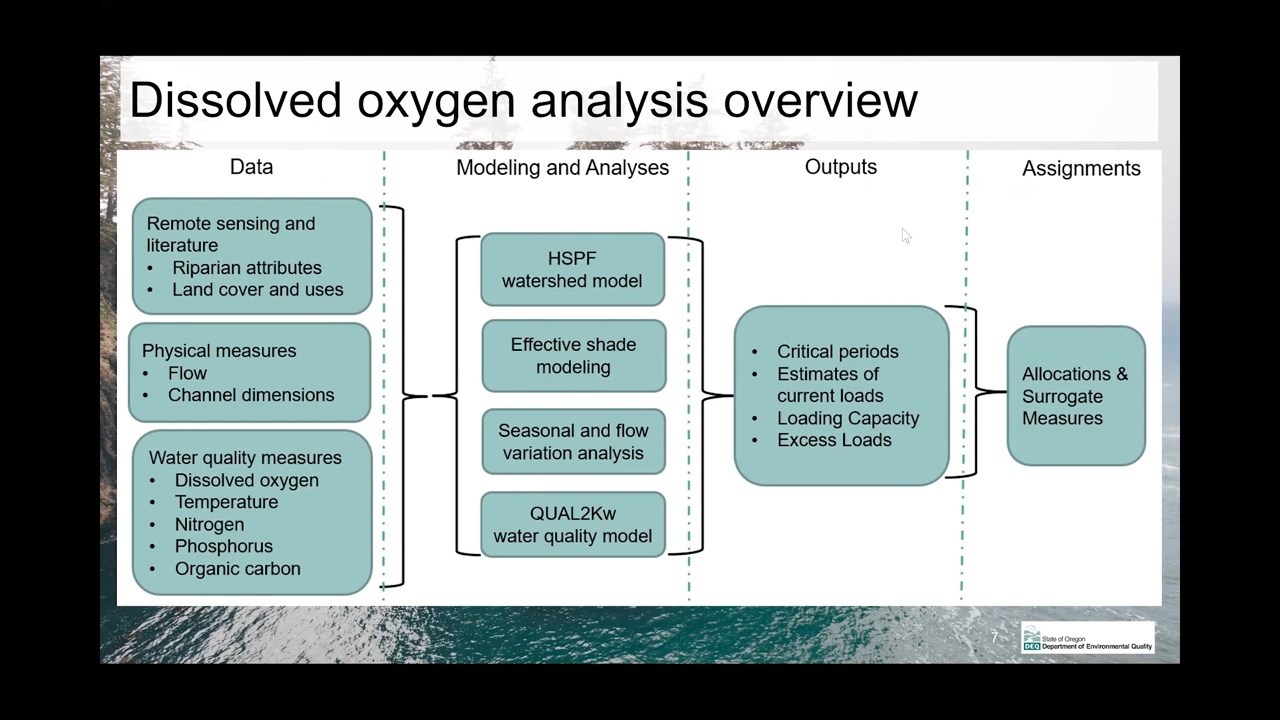 Dissolved oxygen analysis overview
Data
Modeling and Analyses
Outputs
Assignments
Remote sensing and
literature
• Riparian attributes
• Land cover and uses
Physical measures
• Flow
• Channel dimensions
Water quality measures
• Dissolved oxygen
• Temperature
• Nitrogen
• Phosphorus
• Organic carbon
HSPF
watershed model
Effective shade
modeling
Seasonal and flow
variation analysis
QUAL2Kw
water quality model
• Critical periods
• Estimates of
current loads
• Loading Capacity
• Excess Loads
Allocations &
Surrogate
Measures
7
State of Oregon
DEQ Department of Environmental Quality